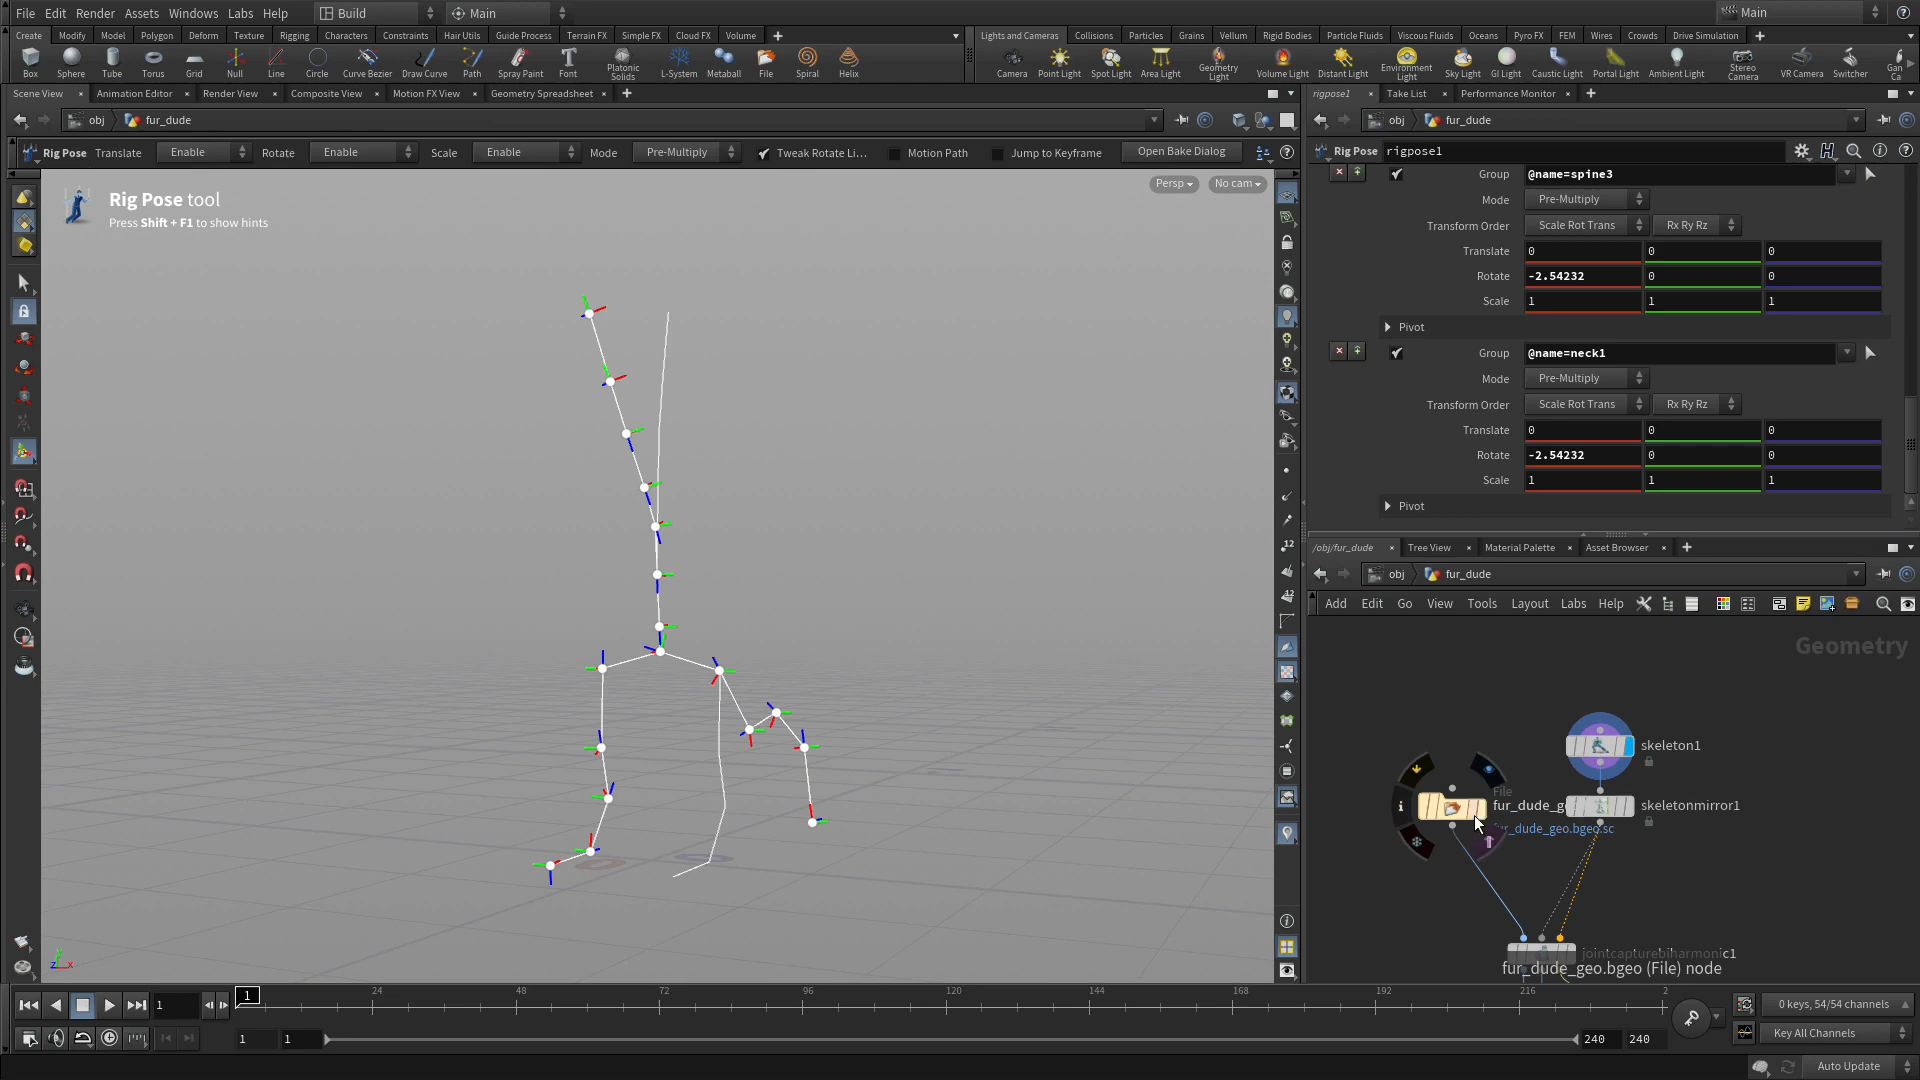 File Edit Render Assets Windows Labs Help Build Main Main
Create Modify Model Polygon Deform Texture Rigging Characters Constraints Hair Utils Guide Process Terrain FX Simple FX Cloud FX Volume
Box Sphere Tube Torus Grid Null Line Circle Curve Bezier Draw Curve Path Spray Paint Font Platonic Solids L-System Metaball File Spiral Helix
Lights and Cameras Collisions Particles Grains Vellum Rigid Bodies Particle Fluids Viscous Fluids Oceans Pyro FX FEM Wires Crowds Drive Simulation
Camera Point Light Spot Light Area Light Geometry Light Volume Light Distant Light Environment Light Sky Light GI Light Caustic Light Portal Light Ambient Light Stereo Camera VR Camera Switcher Gan Ca
Scene View Animation Editor Render View Composite View Motion FX View Geometry Spreadsheet
rigpose1 Take List Performance Monitor
obj fur_dude
obj fur_dude
Rig Pose Translate Enable Rotate Enable Scale Enable Mode Pre-Multiply Tweak Rotate Li... Motion Path Jump to Keyframe Open Bake Dialog
Rig Pose rigpose1
Rig Pose tool
Press Shift + F1 to show hints
Persp No cam
Group @name=spine3
Mode Pre-Multiply
Transform Order Scale Rot Trans Rx Ry Rz
Translate 0 0 0
Rotate -2.54232 0 0
Scale 1 1 1
Pivot
Group @name=neck1
Mode Pre-Multiply
Transform Order Scale Rot Trans Rx Ry Rz
Translate 0 0 0
Rotate -2.54232 0 0
Scale 1 1 1
Pivot
/obj/fur_dude Tree View Material Palette Asset Browser
obj fur_dude
Add Edit Go View Tools Layout Labs Help
Geometry
skeleton1
File
fur_dude_g
skeletonmirror1
fur_dude_geo.bgeo.sc
jointcapturebiharmonic1
fur_dude_geo.bgeo (File) node
12
12
z y x
1 1 24 48 72 96 120 144 168 192 216 2
0 keys, 54/54 channels
1 1 240 240
Key All Channels
Auto Update